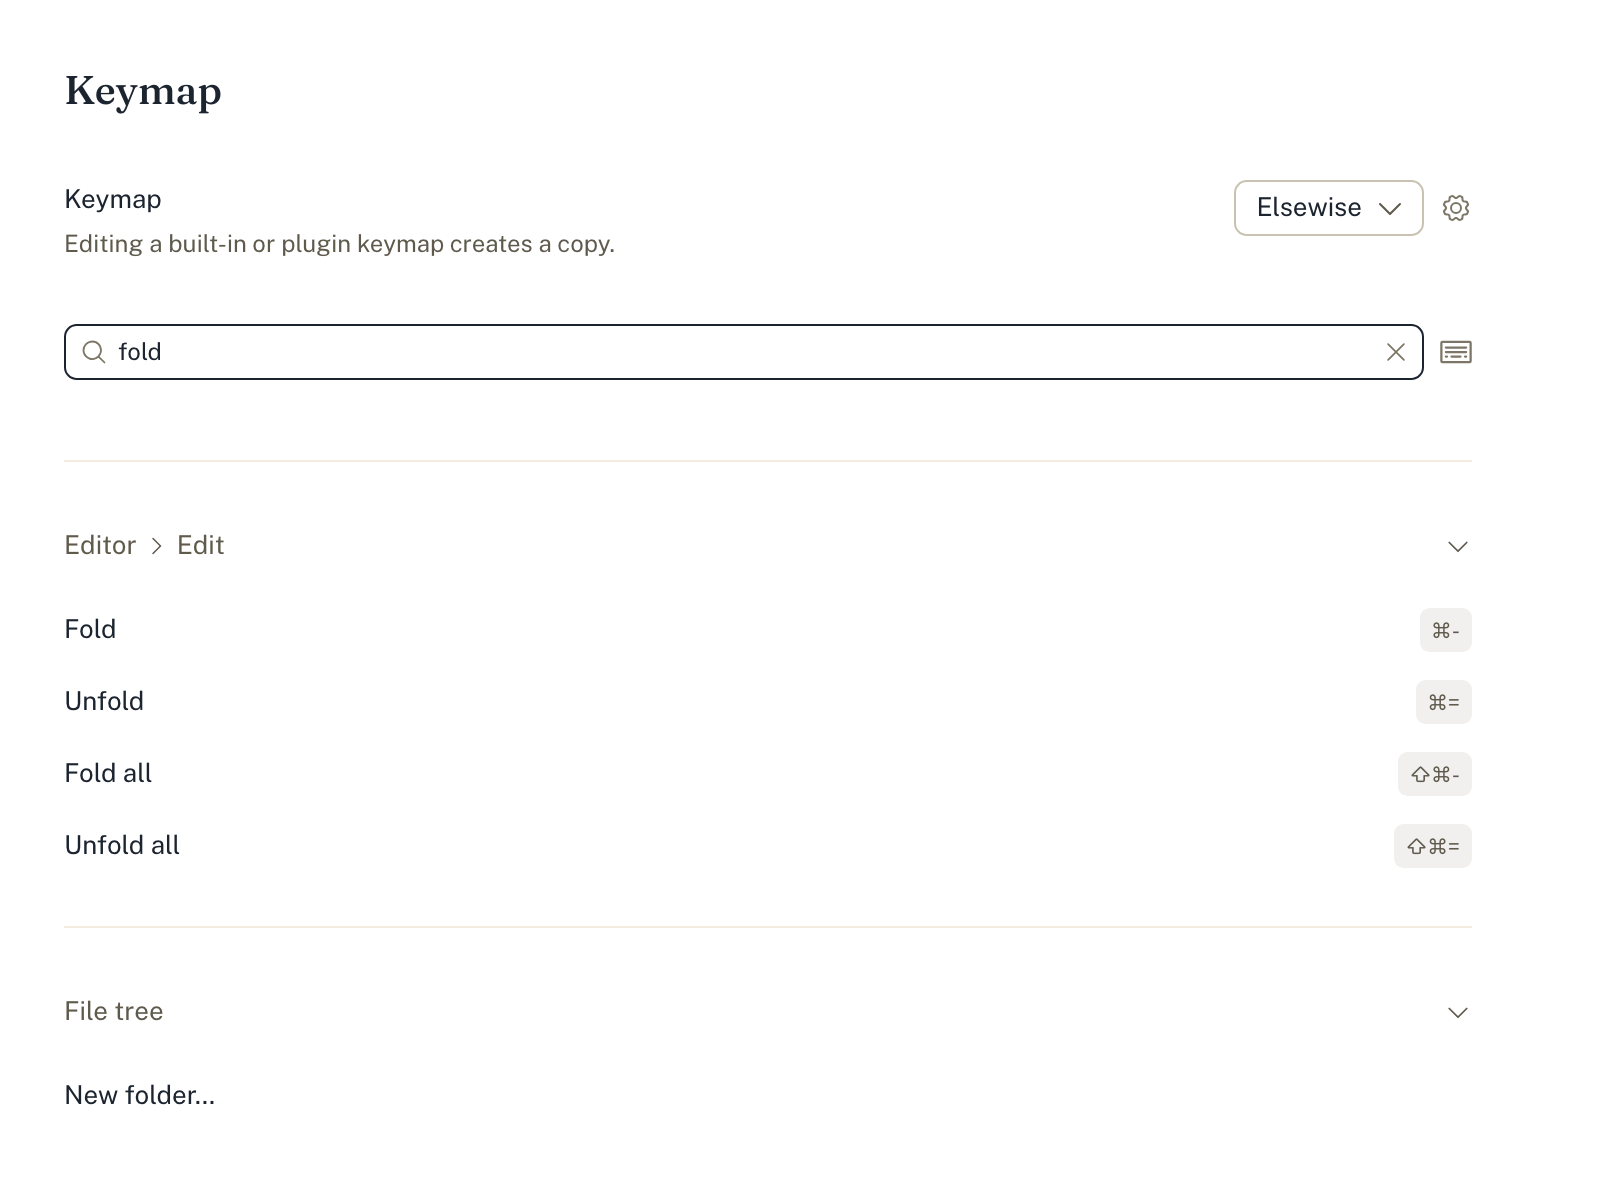 Keymap
Keymap
Elsewise
Editing a built-in or plugin keymap creates a copy.
fold
Editor > Edit
Fold ⌘-
Unfold ⌘=
Fold all ⇧⌘-
Unfold all ⇧⌘=
File tree
New folder...